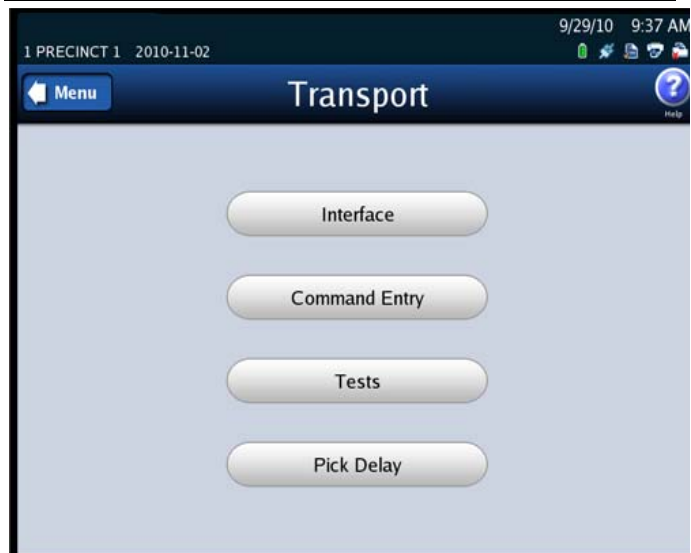 9/29/10 9:37 AM
1 PRECINCT 1 2010-11-02
Menu
Transport
?
Help
Interface
Command Entry
Tests
Pick Delay